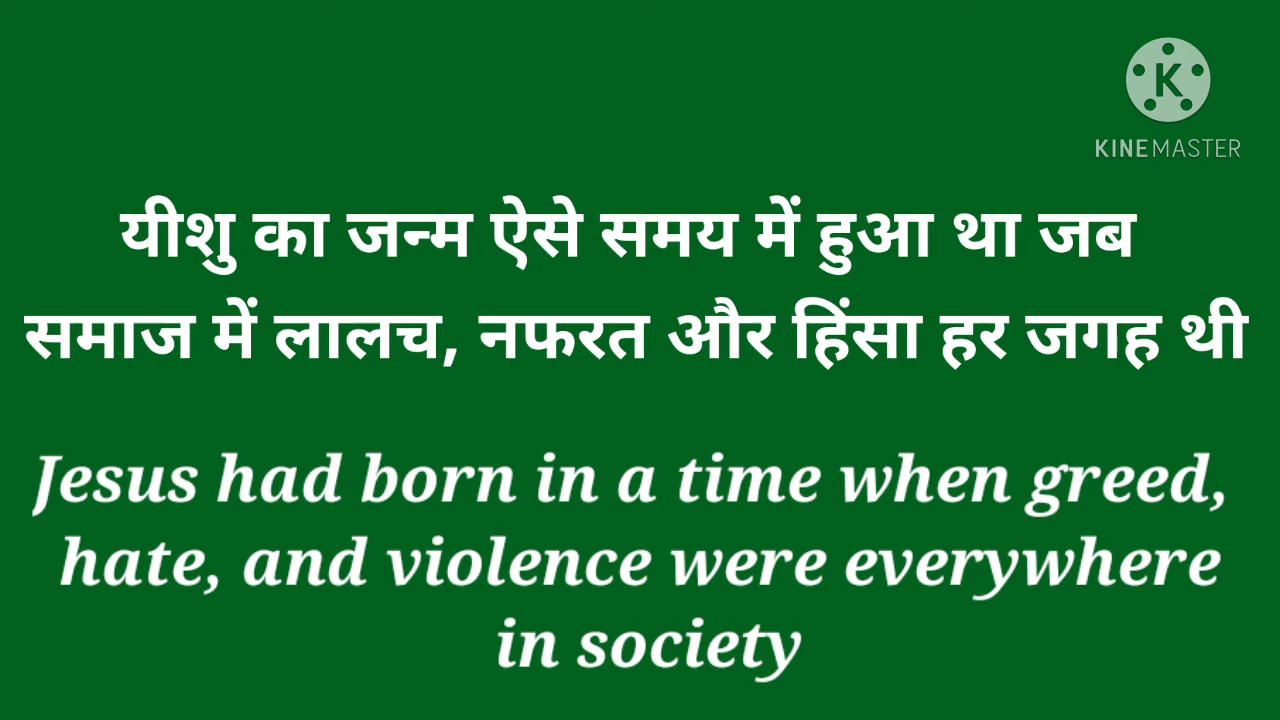 K
KINEMASTER
यीशु का जन्म ऐसे समय में हुआ था जब
समाज में लालच, नफरत और हिंसा हर जगह थी
Jesus had born in a time when greed,
hate, and violence were everywhere
in society